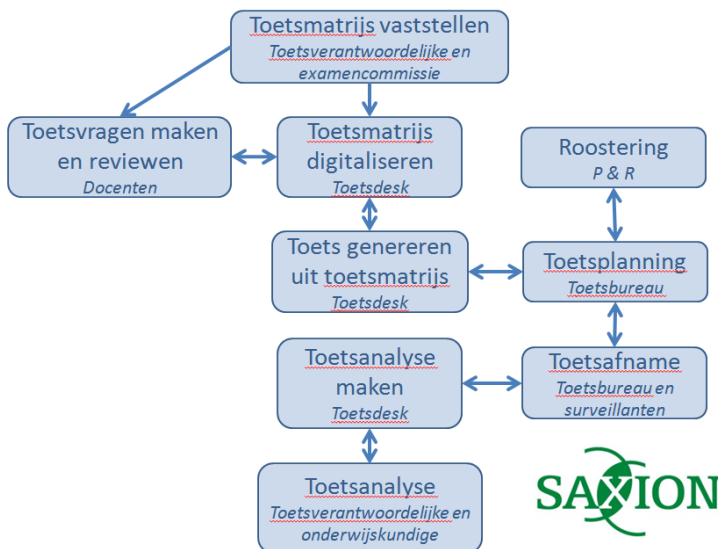 Toetsmatrijs vaststellen
Toetsverantwoordelijke en
examencommissie
Toetsvragen maken
en reviewen
Docenten
Toetsmatrijs
digitaliseren
Toetsdesk
Roostering
P & R
Toets genereren
uit toetsmatrijs
Toetsdesk
Toetsplanning
Toetsbureau
Toetsanalyse
maken
Toetsdesk
Toetsafname
Toetsbureau en
surveillanten
Toetsanalyse
Toetsverantwoordelijke en
onderwijskundige
SAXION